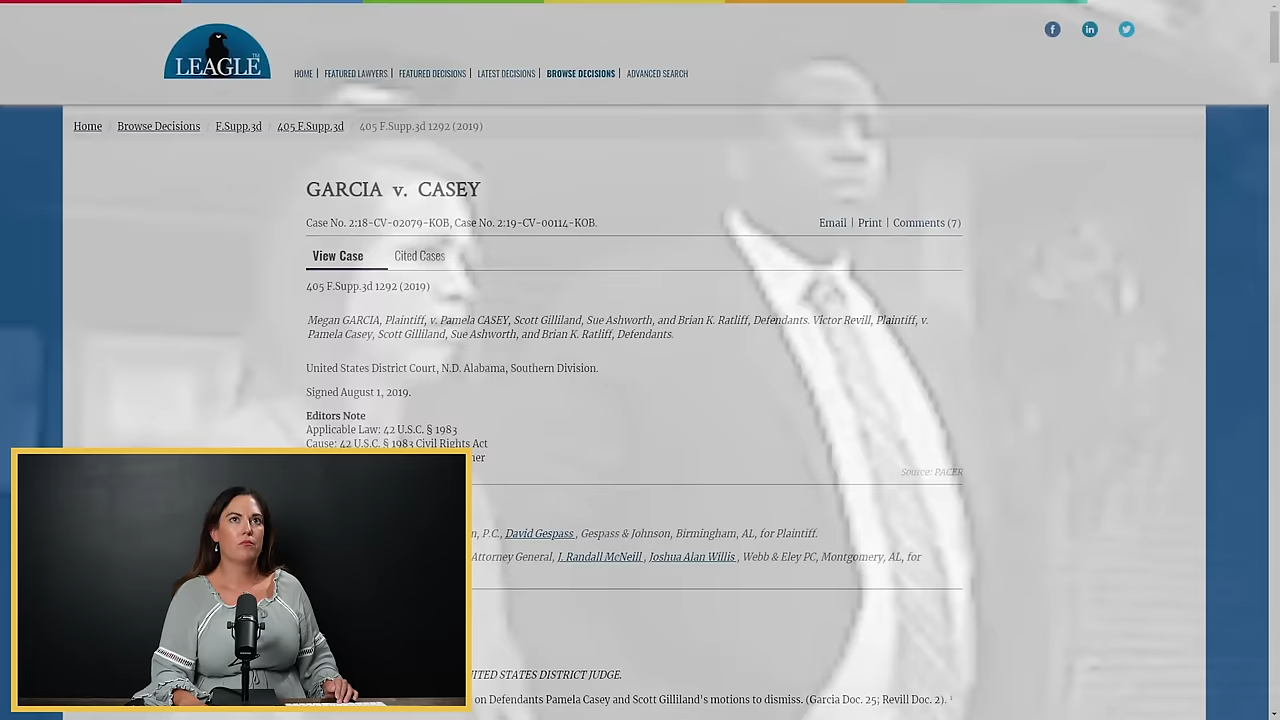 LEAGLE™
HOME | FEATURED LAWYERS | FEATURED DECISIONS | LATEST DECISIONS | BROWSE DECISIONS | ADVANCED SEARCH
Home / Browse Decisions / F.Supp.3d / 405 F.Supp.3d / 405 F.Supp.3d 1292 (2019)
GARCIA v. CASEY
Case No. 2:18-CV-02079-KOB, Case No. 2:19-CV-00114-KOB.
Email | Print | Comments (7)
View Case Cited Cases
405 F.Supp.3d 1292 (2019)
Megan GARCIA, Plaintiff, v. Pamela CASEY, Scott Gilliland, Sue Ashworth, and Brian K. Ratliff, Defendants. Victor Revill, Plaintiff, v.
Pamela Casey, Scott Gilliland, Sue Ashworth, and Brian K. Ratliff, Defendants.
United States District Court, N.D. Alabama, Southern Division.
Signed August 1, 2019.
Editors Note
Applicable Law: 42 U.S.C. § 1983
Cause: 42 U.S.C. § 1983 Civil Rights Act
Source: PACER
P.C., David Gespass, Gespass & Johnson, Birmingham, AL, for Plaintiff.
Attorney General, J. Randall McNeill, Joshua Alan Willis, Webb & Eley PC, Montgomery, AL, for
STATES DISTRICT JUDGE.
on Defendants Pamela Casey and Scott Gilliland's motions to dismiss. (Garcia Doc. 25; Revill Doc. 2). 1